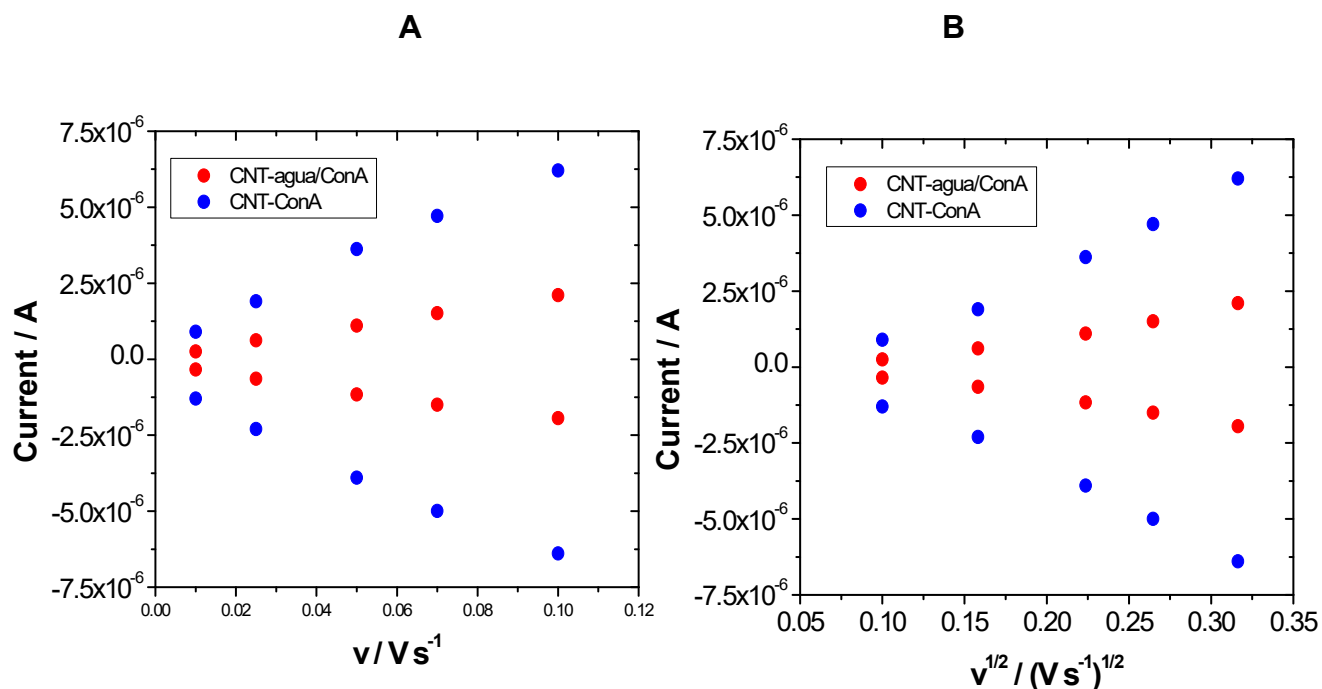 A
B
7.5x10⁻⁶
5.0x10⁻⁶
2.5x10⁻⁶
0.0
-2.5x10⁻⁶
-5.0x10⁻⁶
-7.5x10⁻⁶
Current / A
CNT-agua/ConA
CNT-ConA
0.00 0.02 0.04 0.06 0.08 0.10 0.12
v / V s⁻¹
7.5x10⁻⁶
5.0x10⁻⁶
2.5x10⁻⁶
0.0
-2.5x10⁻⁶
-5.0x10⁻⁶
-7.5x10⁻⁶
Current / A
CNT-agua/ConA
CNT-ConA
0.05 0.10 0.15 0.20 0.25 0.30 0.35
v¹ᐟ² / (V s⁻¹)¹ᐟ²